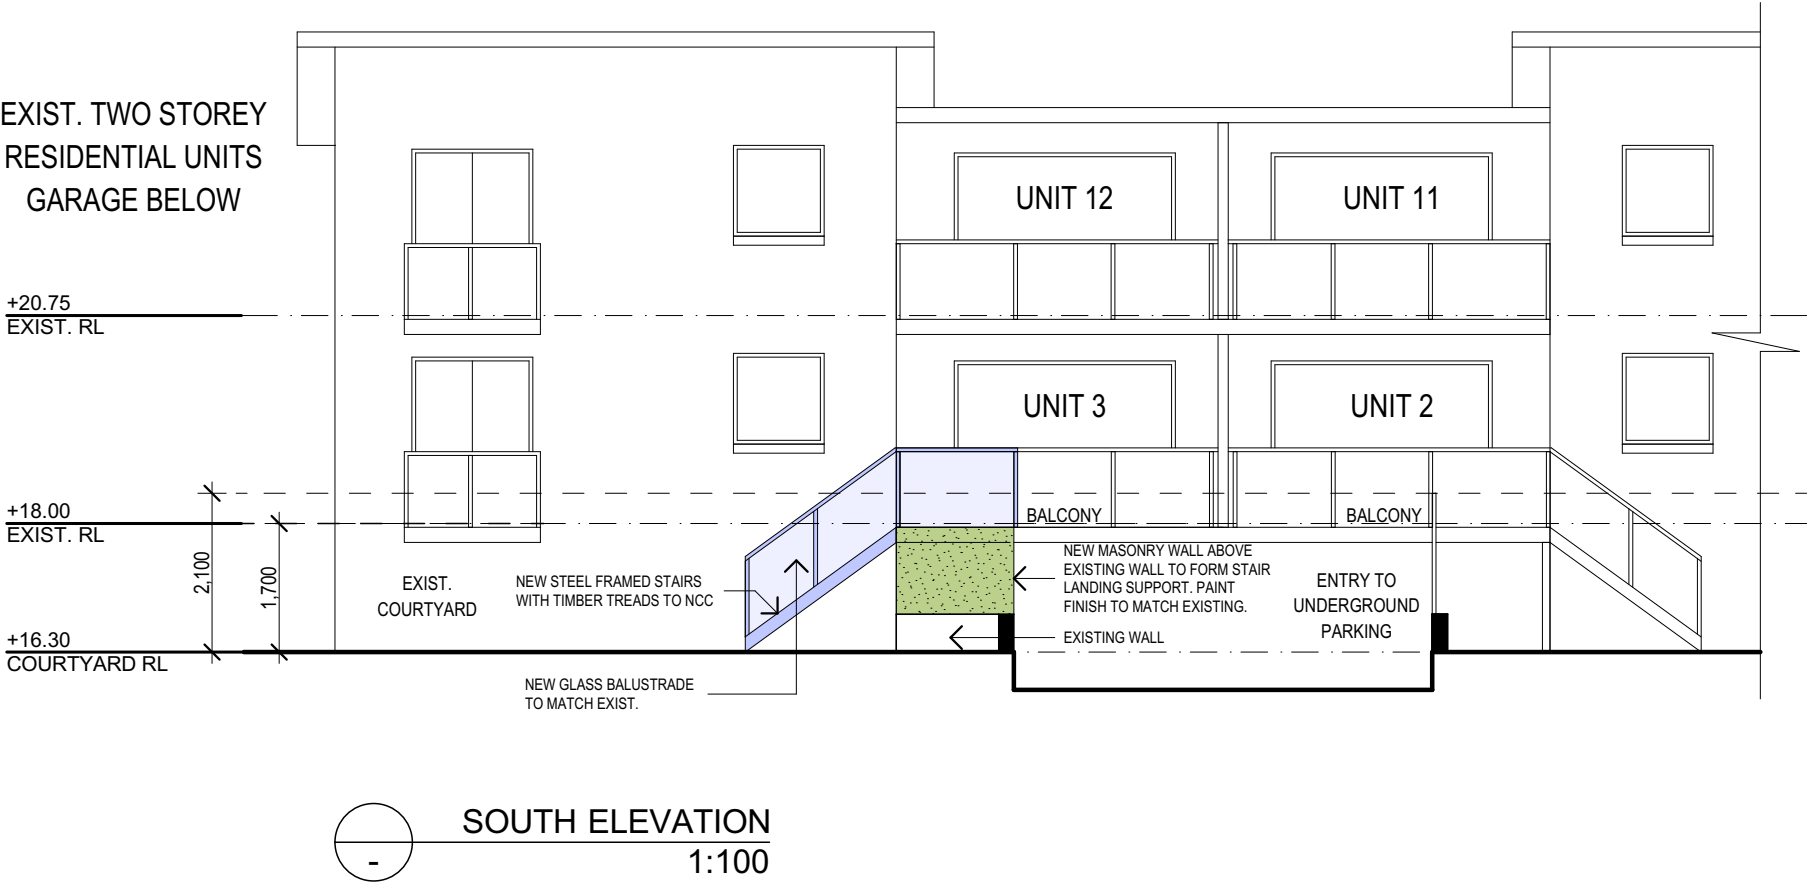 EXIST. TWO STOREY
RESIDENTIAL UNITS
GARAGE BELOW
UNIT 12
UNIT 11
+20.75
EXIST. RL
UNIT 3
UNIT 2
+18.00
EXIST. RL
BALCONY
BALCONY
2,100
1,700
EXIST.
COURTYARD
NEW STEEL FRAMED STAIRS
WITH TIMBER TREADS TO NCC
NEW MASONRY WALL ABOVE
EXISTING WALL TO FORM STAIR
LANDING SUPPORT. PAINT
FINISH TO MATCH EXISTING.
ENTRY TO
UNDERGROUND
PARKING
EXISTING WALL
+16.30
COURTYARD RL
NEW GLASS BALUSTRADE
TO MATCH EXIST.
SOUTH ELEVATION
-
1:100